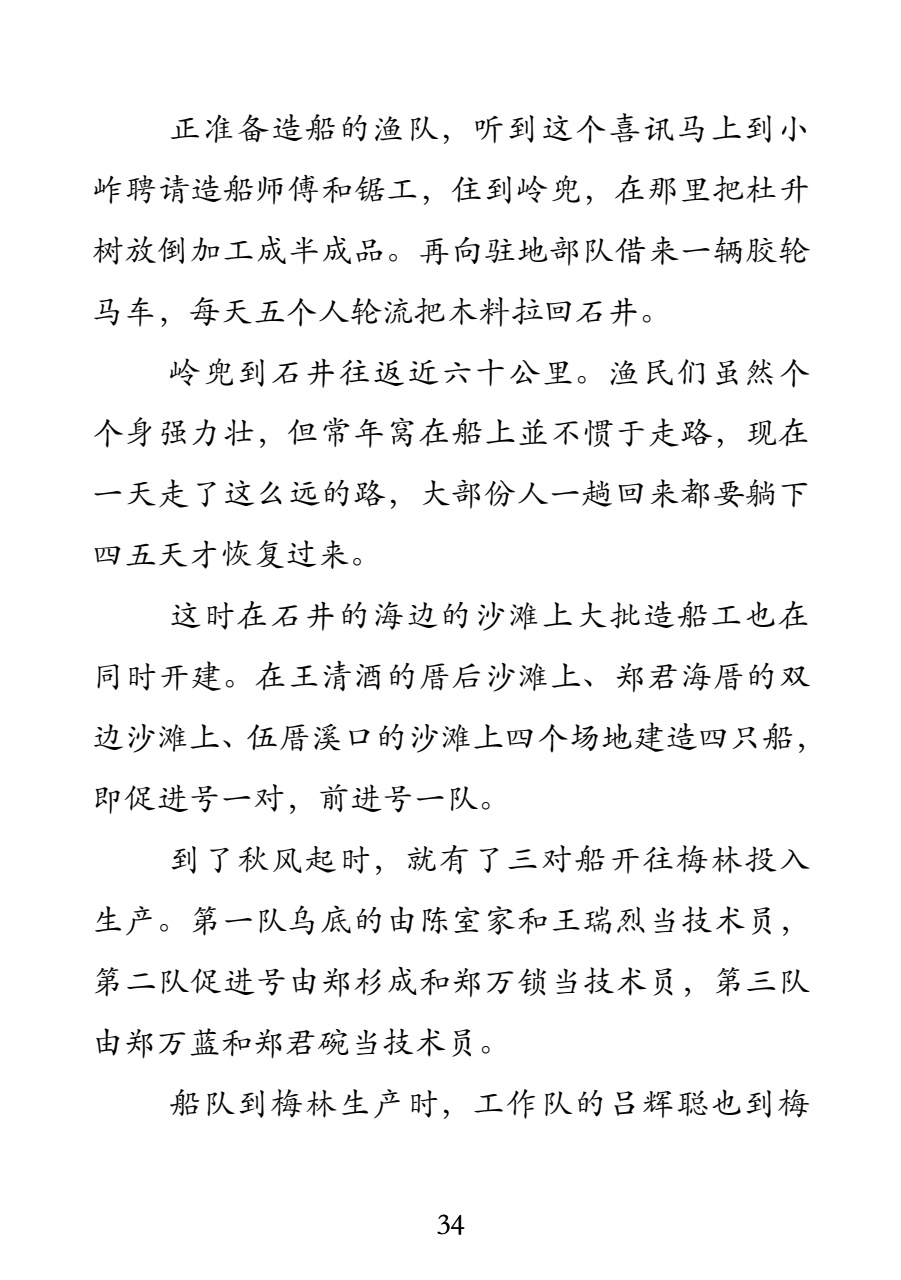 正准备造船的渔队，听到这个喜讯马上到小
岞聘请造船师傅和锯工，住到岭兜，在那里把杜升
树放倒加工成半成品。再向驻地部队借来一辆胶轮
马车，每天五个人轮流把木料拉回石井。
岭兜到石井往返近六十公里。渔民们虽然个
个身强力壮，但常年窝在船上並不惯于走路，现在
一天走了这么远的路，大部份人一趟回来都要躺下
四五天才恢复过来。
这时在石井的海边的沙滩上大批造船工也在
同时开建。在王清酒的厝后沙滩上、郑君海厝的双
边沙滩上、伍厝溪口的沙滩上四个场地建造四只船，
即促进号一对，前进号一队。
到了秋风起时，就有了三对船开往梅林投入
生产。第一队乌底的由陈室家和王瑞烈当技术员，
第二队促进号由郑杉成和郑万锁当技术员，第三队
由郑万蓝和郑君碗当技术员。
船队到梅林生产时，工作队的吕辉聪也到梅
34